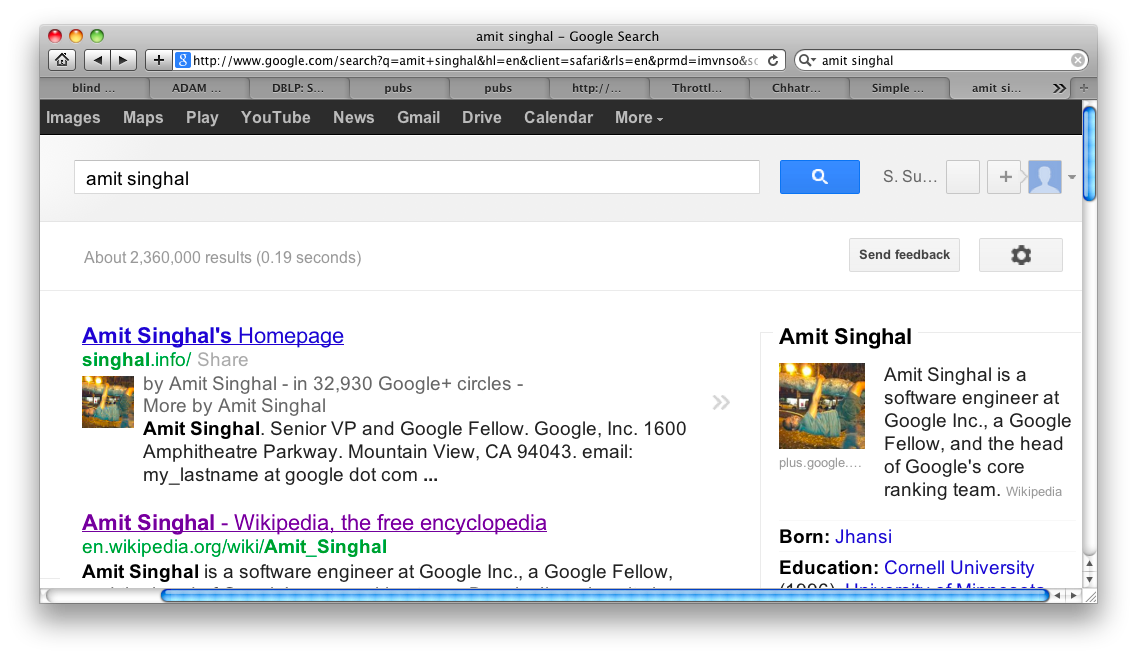 amit singhal – Google Search
http://www.google.com/search?q=amit+singhal&hl=en&client=safari&rls=en&prmd=imvnso&sc
amit singhal
blind ...
ADAM ...
DBLP: S...
pubs
pubs
http://...
Throttl...
Chhatr...
Simple ...
amit si...
Images Maps Play YouTube News Gmail Drive Calendar More
amit singhal
S. Su...
About 2,360,000 results (0.19 seconds)
Send feedback
Amit Singhal's Homepage
singhal.info/ Share
by Amit Singhal - in 32,930 Google+ circles -
More by Amit Singhal
Amit Singhal. Senior VP and Google Fellow. Google, Inc. 1600
Amphitheatre Parkway. Mountain View, CA 94043. email:
my_lastname at google dot com ...
Amit Singhal - Wikipedia, the free encyclopedia
en.wikipedia.org/wiki/Amit_Singhal
Amit Singhal is a software engineer at Google Inc., a Google Fellow,
Amit Singhal
plus.google....
Amit Singhal is a
software engineer at
Google Inc., a Google
Fellow, and the head
of Google's core
ranking team. Wikipedia
Born: Jhansi
Education: Cornell University
(1996), University of Minnesota